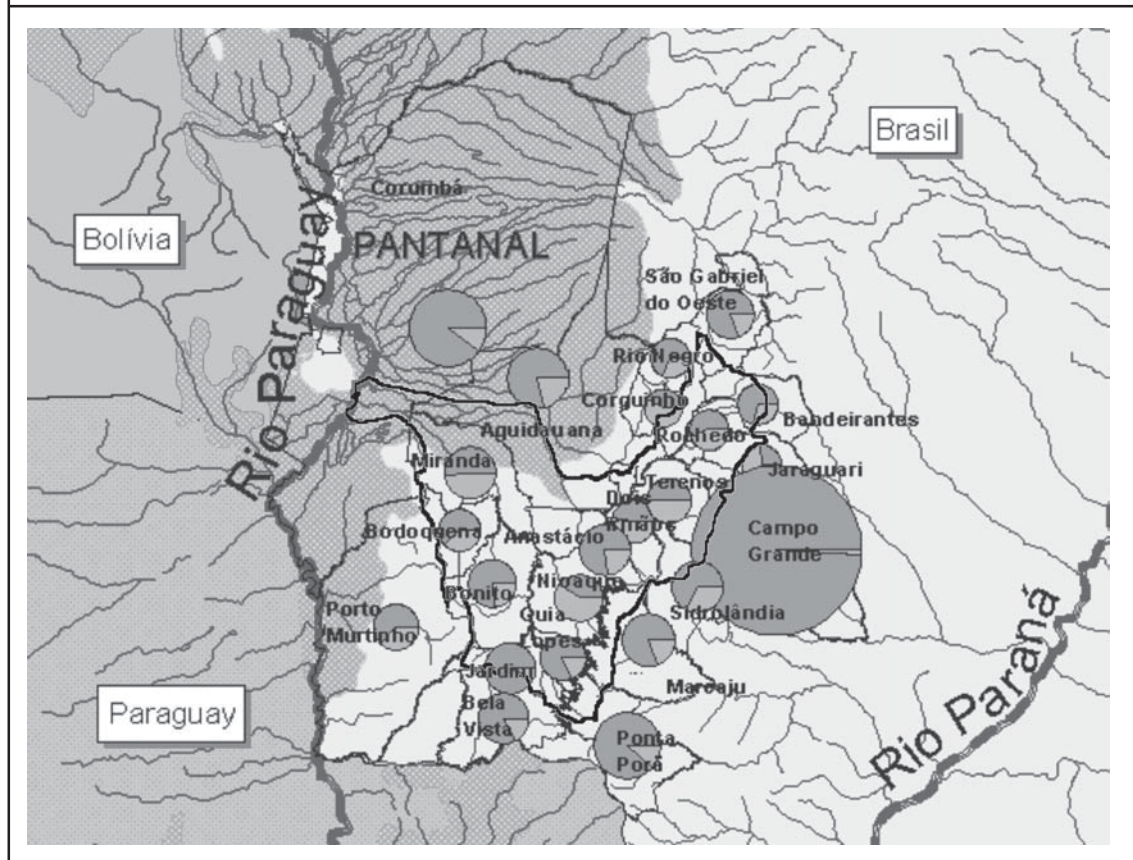 Brasil
Bolívia
Rio Paraguay
Corumbá
PANTANAL
São Gabriel
do Oeste
Rio Negro
Corguinho
Bandeirantes
Rochedo
Aquidauana
Miranda
Jaraguari
Terenos
Dois
Irmãos
Campo
Grande
Bodoquena
Anastácio
Bonito
Nioaque
Guia
Lopes
Sidrolândia
Porto
Murtinho
Jardim
...
Maracaju
Bela
Vista
Ponta
Porã
Paraguay
Rio Paraná